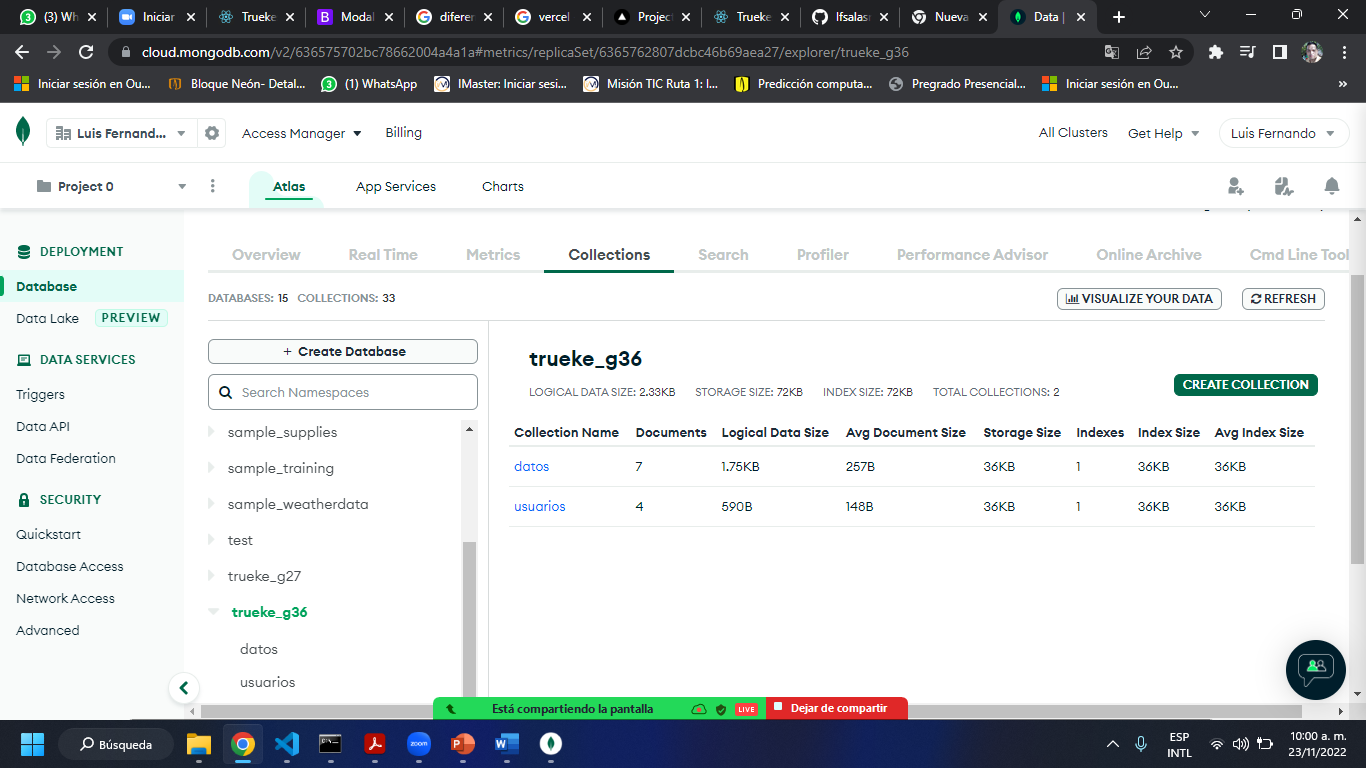 (3) Wh
Iniciar
Trueke
Modal
diferen
vercel
Project
Trueke
lfsalasr
Nueva
Data |
cloud.mongodb.com/v2/636575702bc78662004a4a1a#metrics/replicaSet/6365762807dcbc46b69aea27/explorer/trueke_g36
Iniciar sesión en Ou...
Bloque Neón- Detal...
(1) WhatsApp
IMaster: Iniciar sesi...
Misión TIC Ruta 1: I...
Predicción computa...
Pregrado Presencial...
Iniciar sesión en Ou...
»
Luis Fernand...
Access Manager
Billing
All Clusters
Get Help
Luis Fernando
Project 0
Atlas
App Services
Charts
DEPLOYMENT
Database
Data Lake PREVIEW
DATA SERVICES
Triggers
Data API
Data Federation
SECURITY
Quickstart
Database Access
Network Access
Advanced
Overview
Real Time
Metrics
Collections
Search
Profiler
Performance Advisor
Online Archive
Cmd Line Tool
DATABASES: 15 COLLECTIONS: 33
VISUALIZE YOUR DATA
REFRESH
+ Create Database
Search Namespaces
sample_supplies
sample_training
sample_weatherdata
test
trueke_g27
trueke_g36
datos
usuarios
trueke_g36
LOGICAL DATA SIZE: 2.33KB STORAGE SIZE: 72KB INDEX SIZE: 72KB TOTAL COLLECTIONS: 2
CREATE COLLECTION
Collection Name Documents Logical Data Size Avg Document Size Storage Size Indexes Index Size Avg Index Size
datos 7 1.75KB 257B 36KB 1 36KB 36KB
usuarios 4 590B 148B 36KB 1 36KB 36KB
Está compartiendo la pantalla
LIVE
Dejar de compartir
Búsqueda
zoom
ESP
INTL
10:00 a. m.
23/11/2022